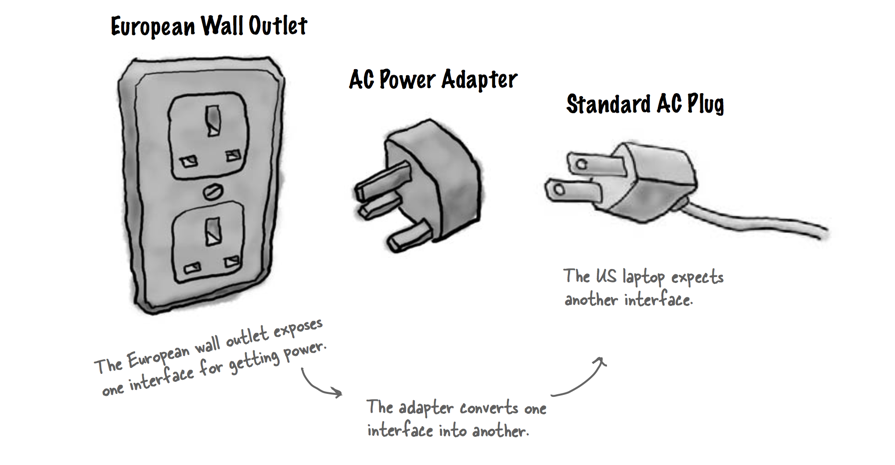 European Wall Outlet
AC Power Adapter
Standard AC Plug
The US laptop expects
another interface.
The European wall outlet exposes
one interface for getting power.
The adapter converts one
interface into another.